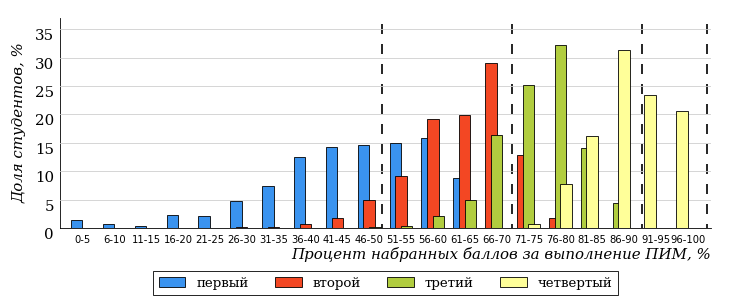 35
30
25
20
15
10
5
0
Доля студентов, %
0-5 6-10 11-15 16-20 21-25 26-30 31-35 36-40 41-45 46-50 51-55 56-60 61-65 66-70 71-75 76-80 81-85 86-90 91-95 96-100
Процент набранных баллов за выполнение ПИМ, %
первый второй третий четвертый